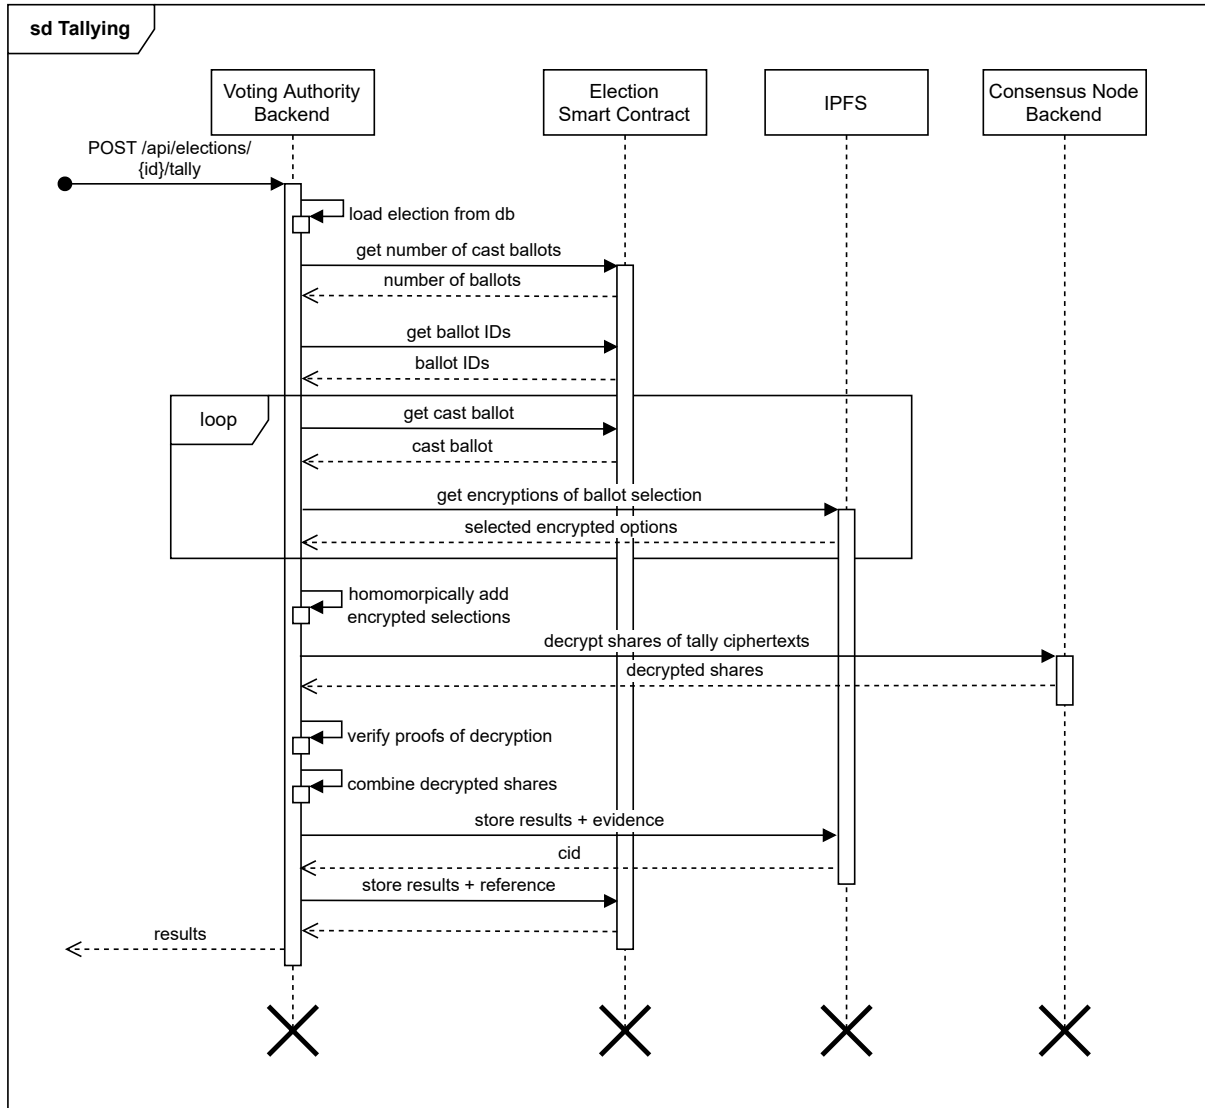 sd Tallying
Voting Authority
Backend
Election
Smart Contract
IPFS
Consensus Node
Backend
POST /api/elections/
{id}/tally
load election from db
get number of cast ballots
number of ballots
get ballot IDs
ballot IDs
loop
get cast ballot
cast ballot
get encryptions of ballot selection
selected encrypted options
homomorpically add
encrypted selections
decrypt shares of tally ciphertexts
decrypted shares
verify proofs of decryption
combine decrypted shares
store results + evidence
cid
store results + reference
results